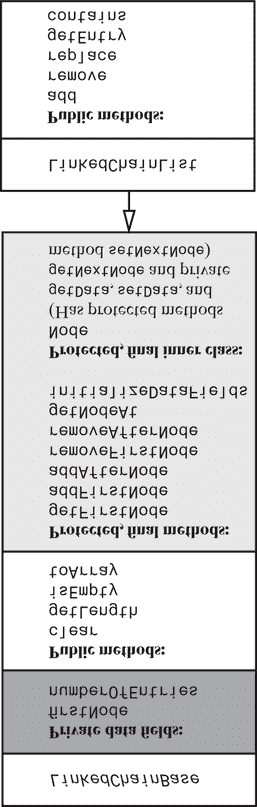 LinkedChainBase
Private data fields:
firstNode
numberOfEntries
Public methods:
clear
getLength
isEmpty
toArray
Protected, final methods:
getFirstNode
addFirstNode
addAfterNode
removeFirstNode
removeAfterNode
getNodeAt
initializeDataFields
Protected, final inner class:
Node
(Has protected methods
getData, setData, and
getNextNode and private
method setNextNode)
LinkedChainList
Public methods:
add
remove
replace
getEntry
contains